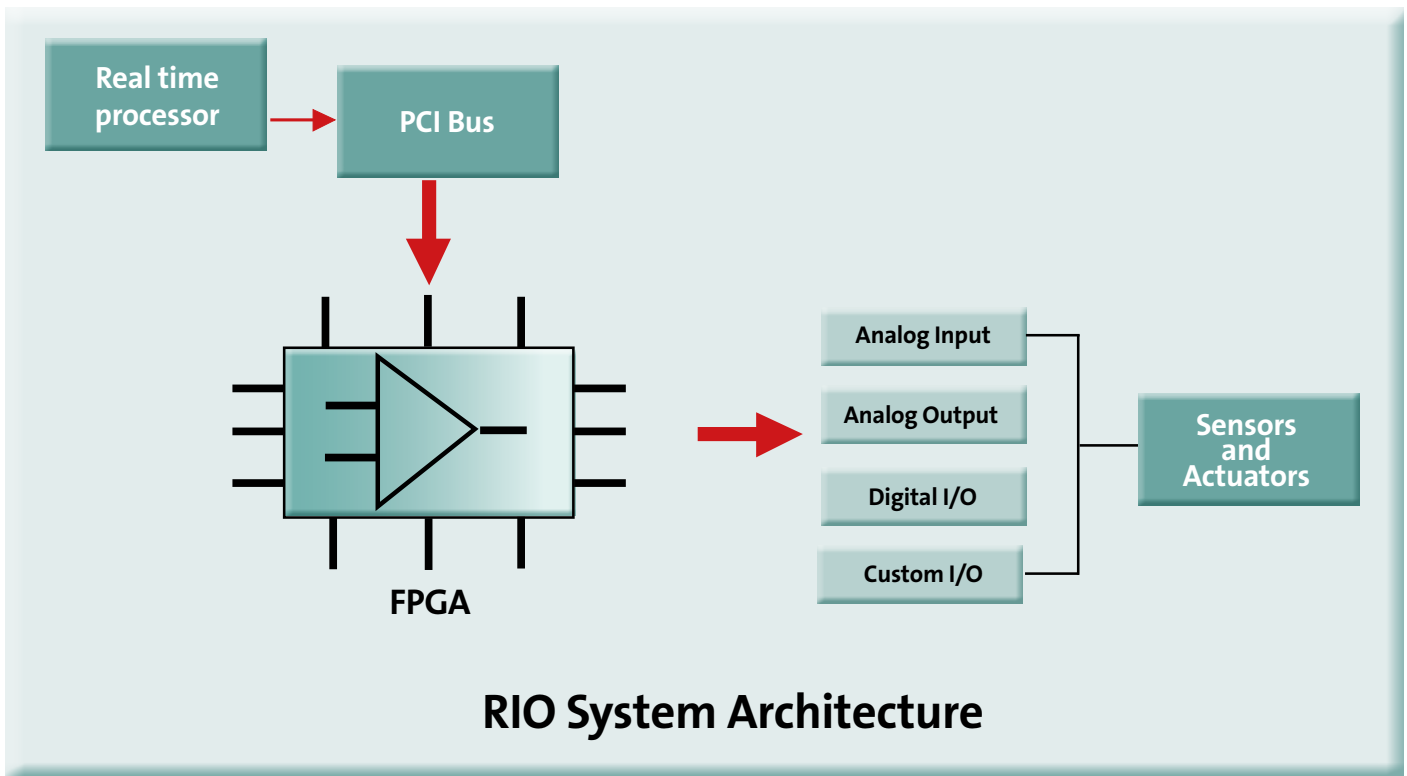 Real time
processor
PCI Bus
Analog Input
Analog Output
Digital I/O
Custom I/O
Sensors
and
Actuators
FPGA
RIO System Architecture